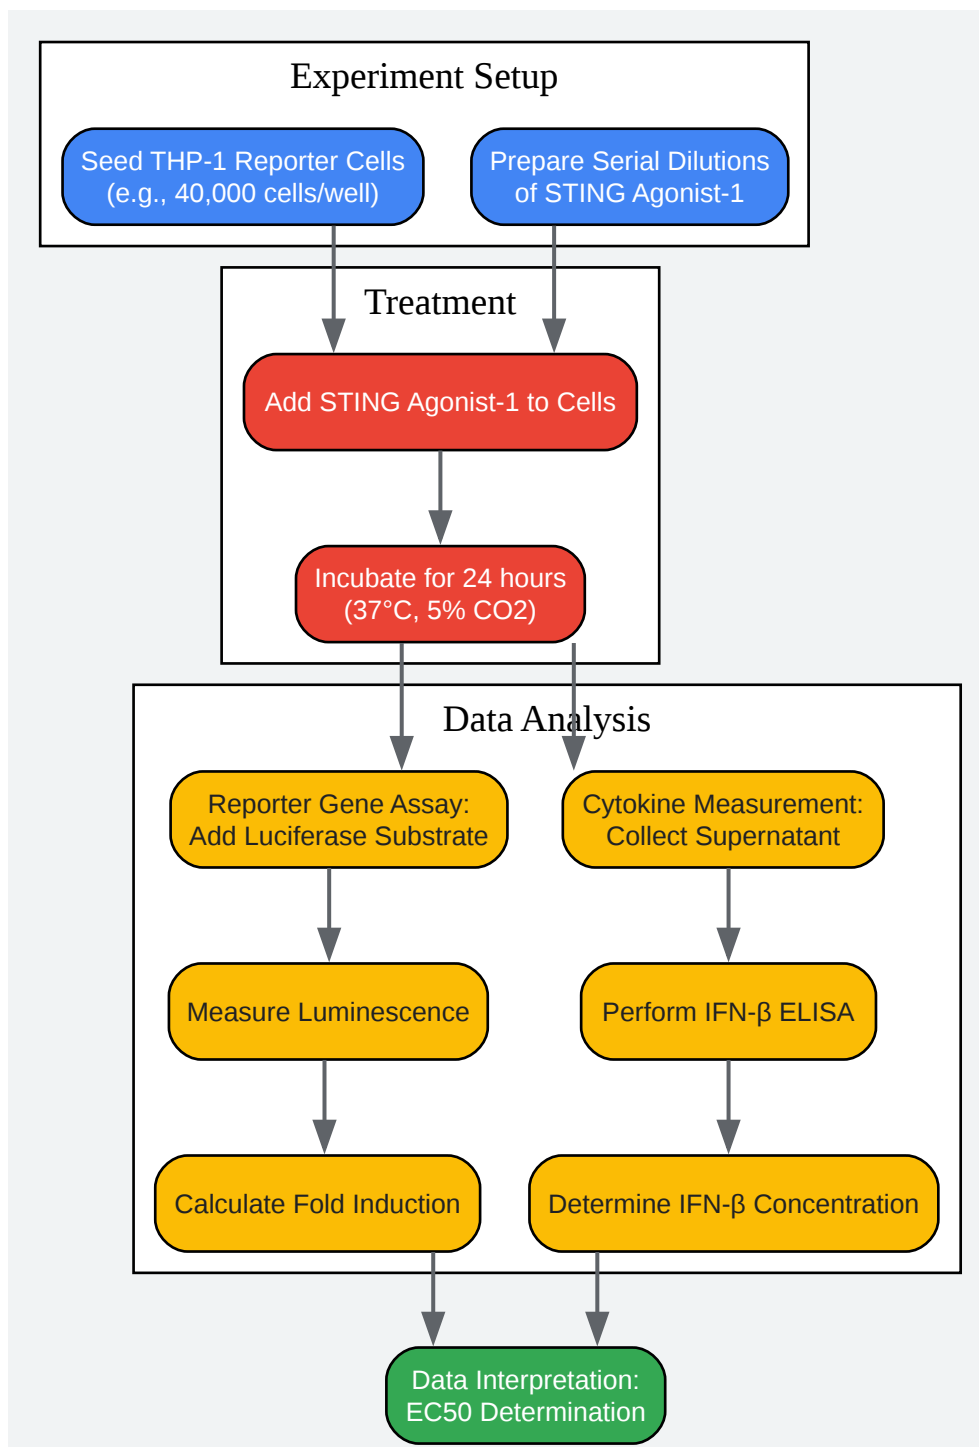 Experiment Setup
Seed THP-1 Reporter Cells
(e.g., 40,000 cells/well)
Prepare Serial Dilutions
of STING Agonist-1
Treatment
Add STING Agonist-1 to Cells
Incubate for 24 hours
(37°C, 5% CO2)
Data Analysis
Reporter Gene Assay:
Add Luciferase Substrate
Cytokine Measurement:
Collect Supernatant
Measure Luminescence
Perform IFN-β ELISA
Calculate Fold Induction
Determine IFN-β Concentration
Data Interpretation:
EC50 Determination